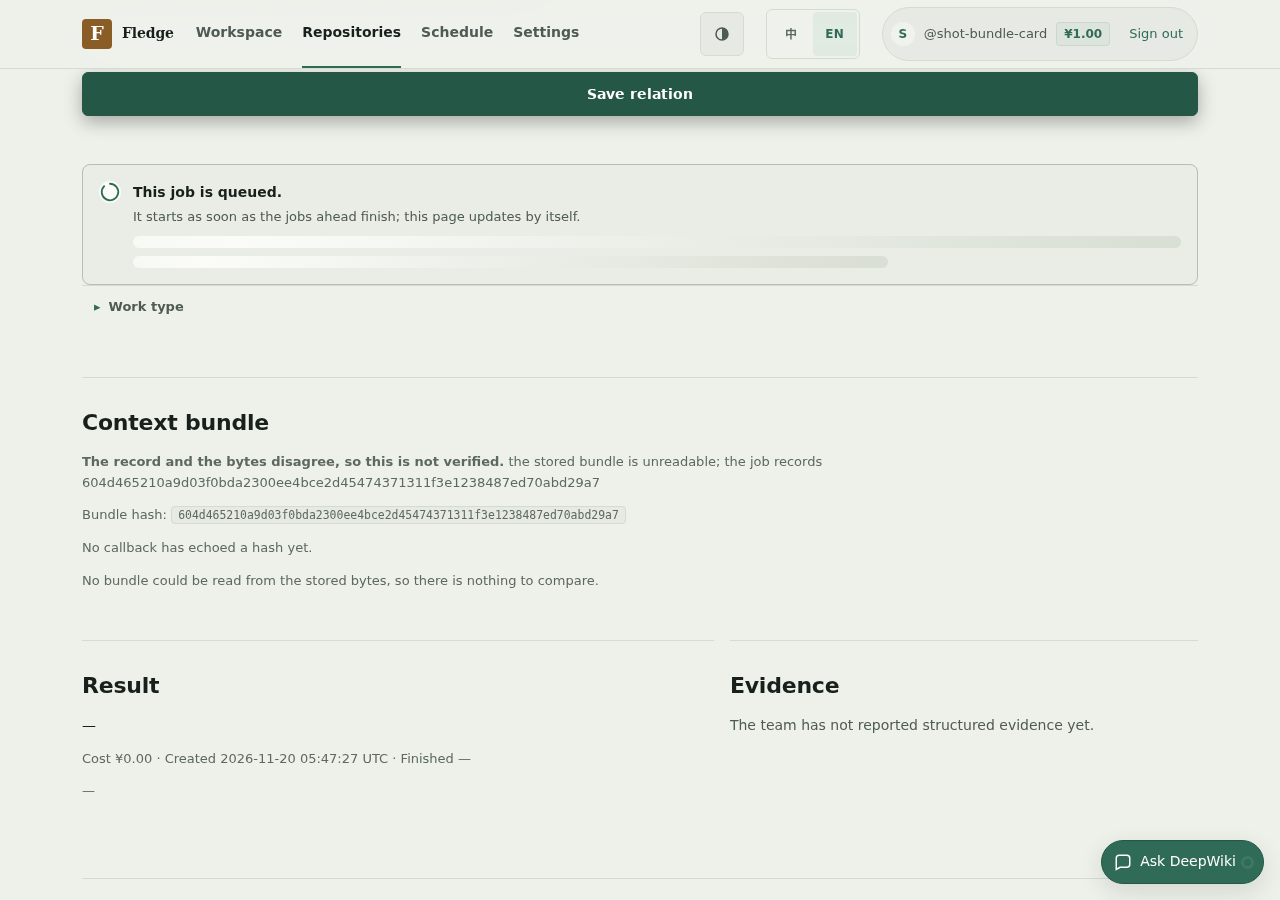 F Fledge Workspace Repositories Schedule Settings 中 EN S @shot-bundle-card ¥1.00 Sign out
Save relation
This job is queued.
It starts as soon as the jobs ahead finish; this page updates by itself.
▸ Work type
Context bundle
The record and the bytes disagree, so this is not verified. the stored bundle is unreadable; the job records
604d465210a9d03f0bda2300ee4bce2d45474371311f3e1238487ed70abd29a7
Bundle hash: 604d465210a9d03f0bda2300ee4bce2d45474371311f3e1238487ed70abd29a7
No callback has echoed a hash yet.
No bundle could be read from the stored bytes, so there is nothing to compare.
Result
—
Cost ¥0.00 · Created 2026-11-20 05:47:27 UTC · Finished —
—
Evidence
The team has not reported structured evidence yet.
Ask DeepWiki